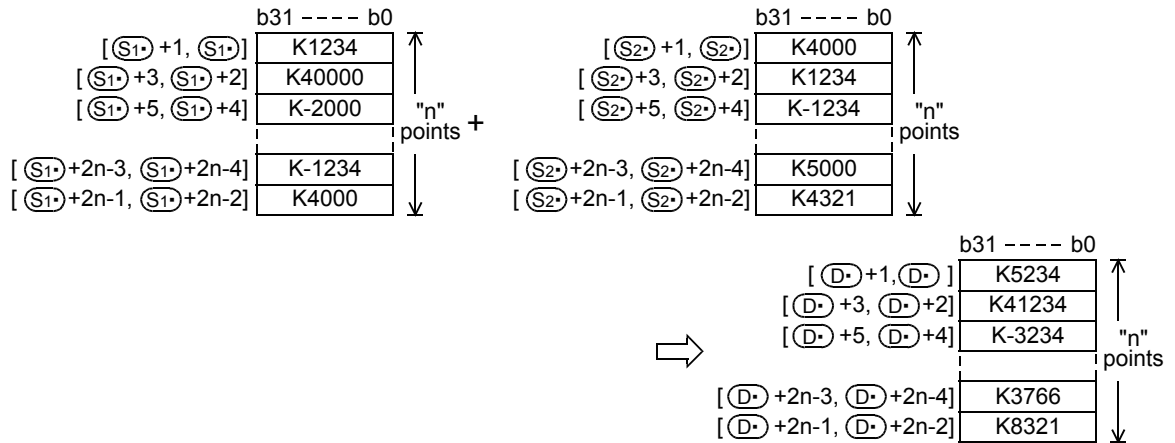 b31 ---- b0
[(S1·) +1, (S1·)] K1234
[(S1·) +3, (S1·) +2] K40000
[(S1·) +5, (S1·) +4] K-2000
[(S1·)+2n-3, (S1·)+2n-4] K-1234
[(S1·)+2n-1, (S1·)+2n-2] K4000
"n"
points
+
b31 ---- b0
[(S2·) +1, (S2·)] K4000
[(S2·)+3, (S2·)+2] K1234
[(S2·)+5, (S2·)+4] K-1234
[(S2·)+2n-3, (S2·)+2n-4] K5000
[(S2·)+2n-1, (S2·)+2n-2] K4321
"n"
points
b31 ---- b0
[(D·)+1,(D·) ] K5234
[(D·) +3, (D·)+2] K41234
[(D·) +5, (D·)+4] K-3234
[(D·) +2n-3, (D·)+2n-4] K3766
[(D·) +2n-1, (D·)+2n-2] K8321
"n"
points